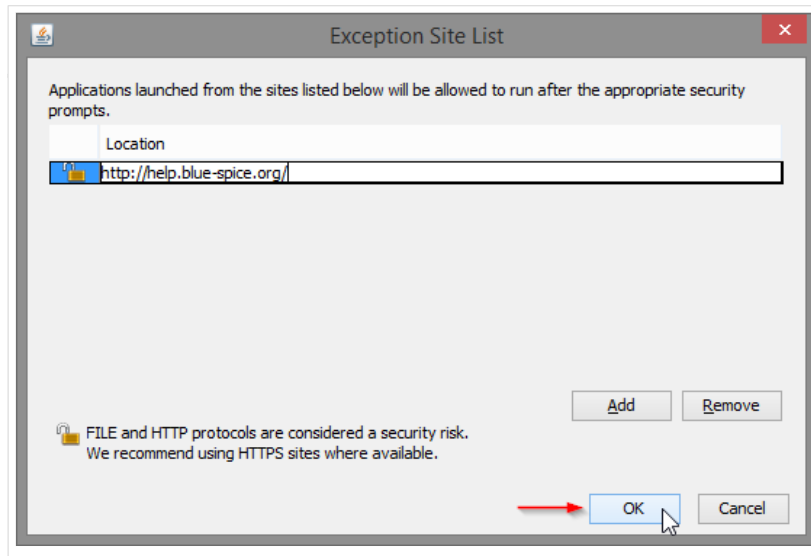 Exception Site List
Applications launched from the sites listed below will be allowed to run after the appropriate security
prompts.
Location
http://help.blue-spice.org/
Add Remove
FILE and HTTP protocols are considered a security risk.
We recommend using HTTPS sites where available.
OK Cancel